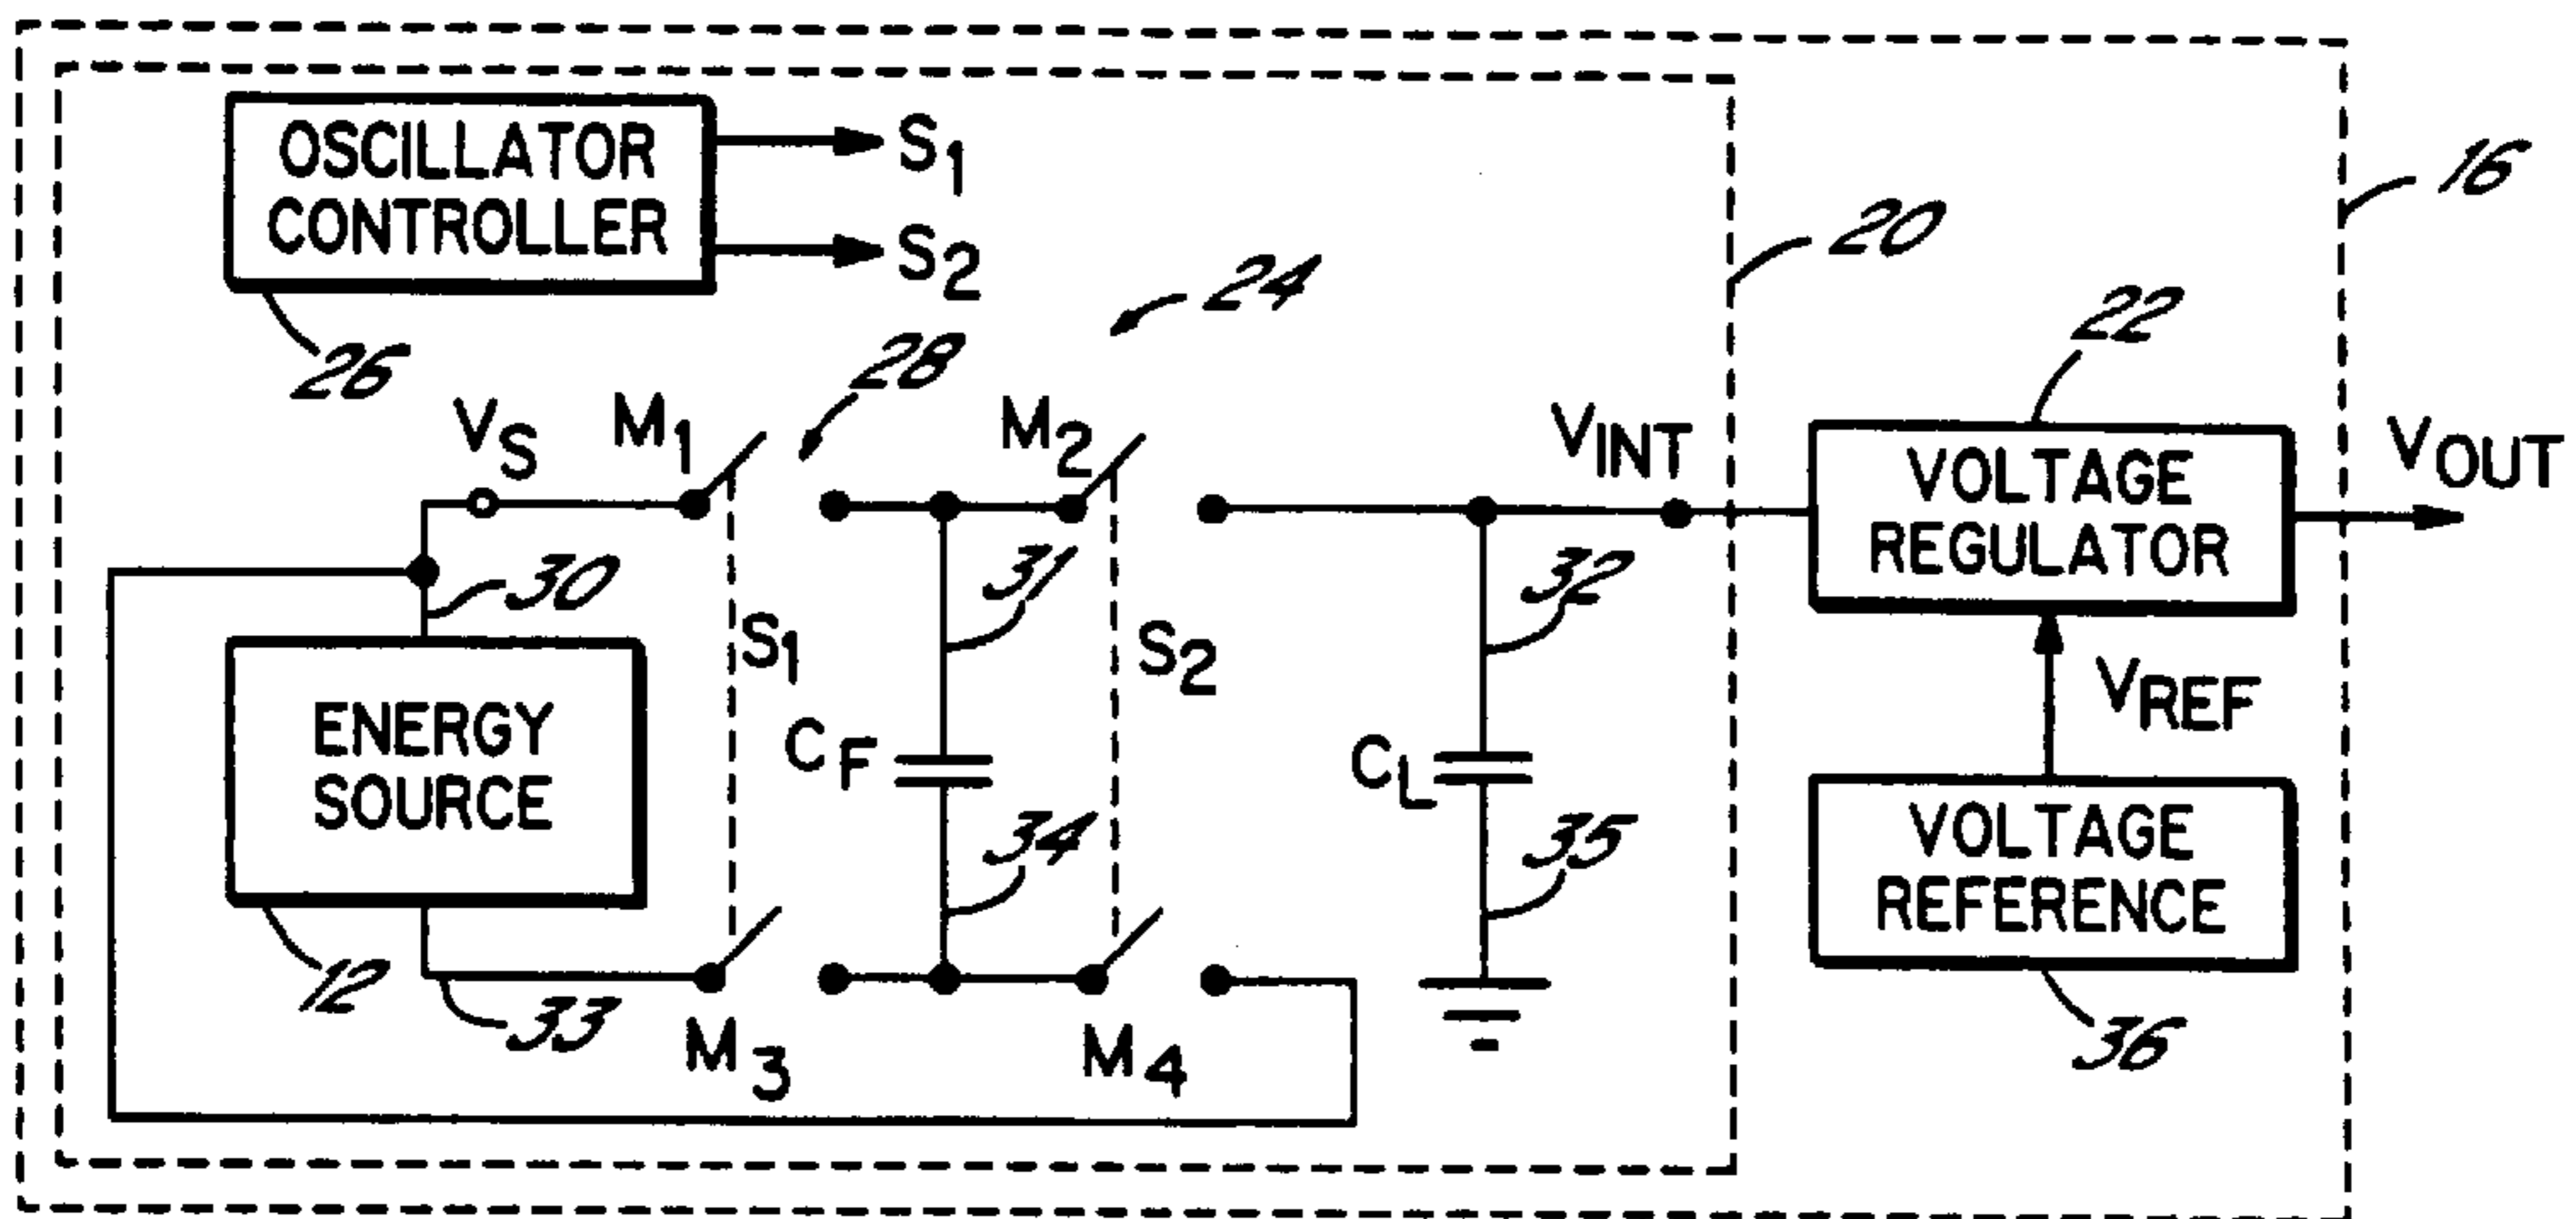 OSCILLATOR
CONTROLLER
S1
S2
26
28
24
20
16
VS
M1
M2
VINT
22
VOLTAGE
REGULATOR
VOUT
30
31
32
S1
S2
ENERGY
SOURCE
CF
CL
VREF
34
35
VOLTAGE
REFERENCE
12
33
M3
M4
36